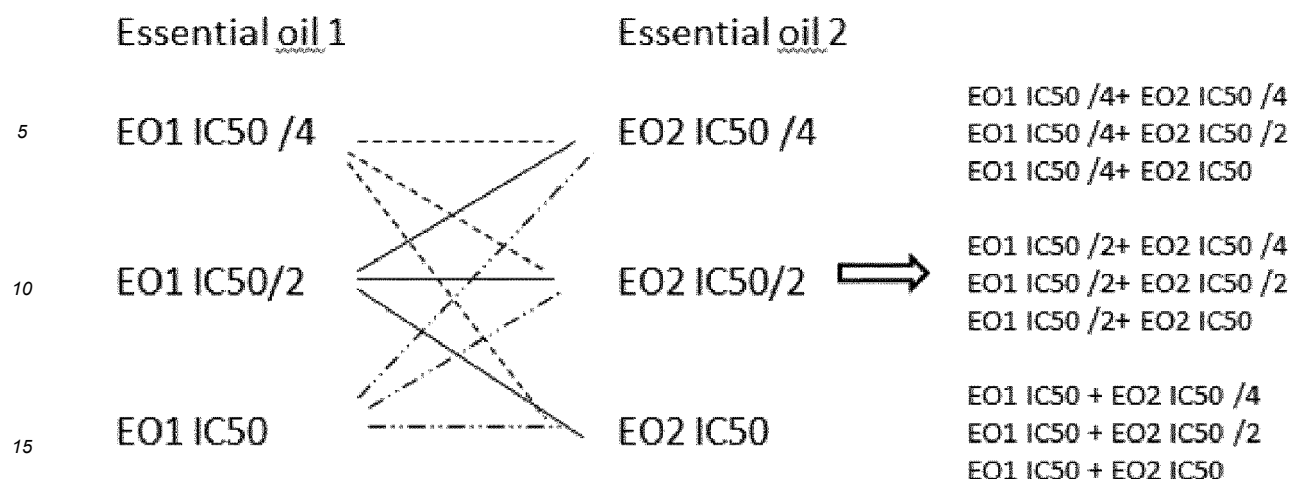 Essential oil 1 Essential oil 2
EO1 IC50 /4+ EO2 IC50 /4
5 EO1 IC50 /4 EO2 IC50 /4 EO1 IC50 /4+ EO2 IC50 /2
EO1 IC50 /4+ EO2 IC50
EO1 IC50 /2+ EO2 IC50 /4
10 EO1 IC50/2 EO2 IC50/2 EO1 IC50 /2+ EO2 IC50 /2
EO1 IC50 /2+ EO2 IC50
EO1 IC50 + EO2 IC50 /4
15 EO1 IC50 EO2 IC50 EO1 IC50 + EO2 IC50 /2
EO1 IC50 + EO2 IC50